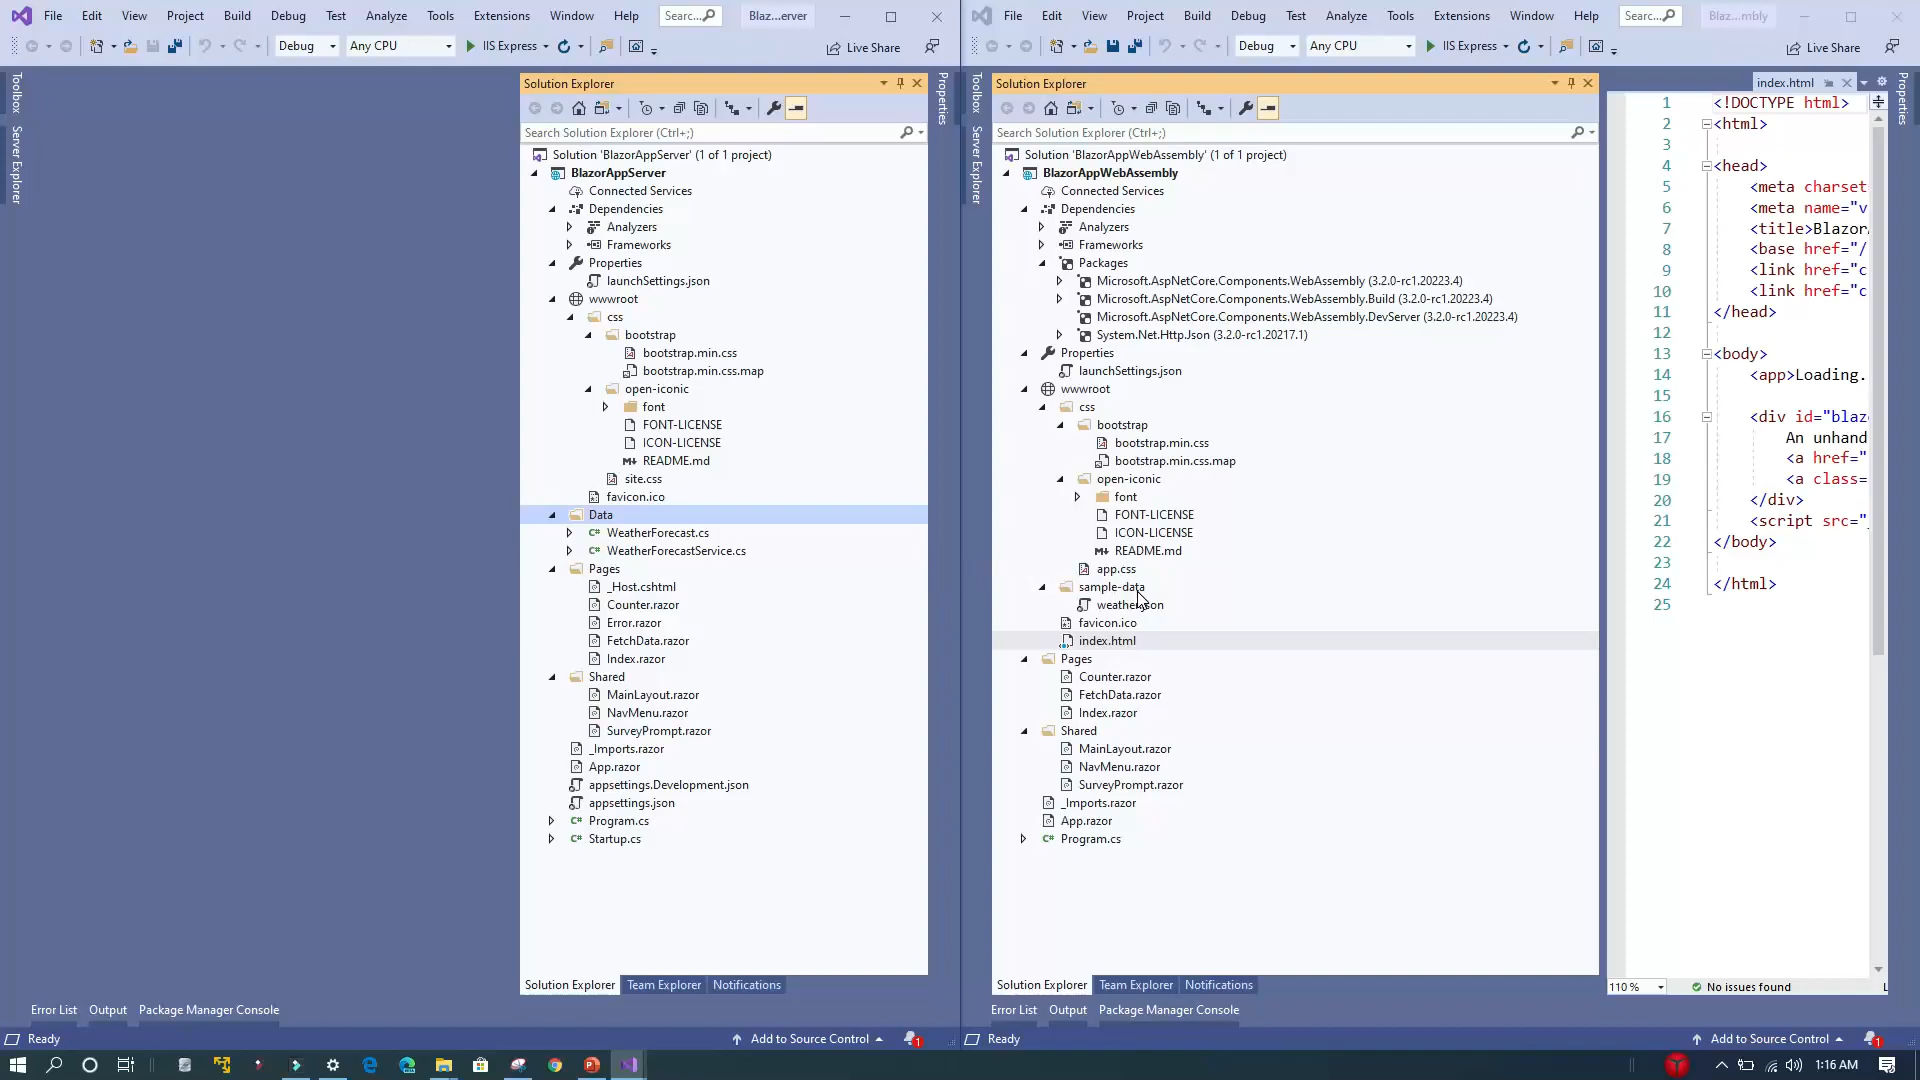 File Edit View Project Build Debug Test Analyze Tools Extensions Window Help Searc... Blaz...erver
Debug Any CPU IIS Express Live Share
Toolbox
Server Explorer
Solution Explorer
Search Solution Explorer (Ctrl+;)
Solution 'BlazorAppServer' (1 of 1 project)
BlazorAppServer
Connected Services
Dependencies
Analyzers
Frameworks
Properties
launchSettings.json
wwwroot
css
bootstrap
bootstrap.min.css
bootstrap.min.css.map
open-iconic
font
FONT-LICENSE
ICON-LICENSE
README.md
site.css
favicon.ico
Data
WeatherForecast.cs
WeatherForecastService.cs
Pages
_Host.cshtml
Counter.razor
Error.razor
FetchData.razor
Index.razor
Shared
MainLayout.razor
NavMenu.razor
SurveyPrompt.razor
_Imports.razor
App.razor
appsettings.Development.json
appsettings.json
Program.cs
Startup.cs
Solution Explorer Team Explorer Notifications
Properties
Error List Output Package Manager Console
Ready Add to Source Control 1
File Edit View Project Build Debug Test Analyze Tools Extensions Window Help Searc... Blaz...mbly
Debug Any CPU IIS Express Live Share
Toolbox
Server Explorer
Solution Explorer
Search Solution Explorer (Ctrl+;)
Solution 'BlazorAppWebAssembly' (1 of 1 project)
BlazorAppWebAssembly
Connected Services
Dependencies
Analyzers
Frameworks
Packages
Microsoft.AspNetCore.Components.WebAssembly (3.2.0-rc1.20223.4)
Microsoft.AspNetCore.Components.WebAssembly.Build (3.2.0-rc1.20223.4)
Microsoft.AspNetCore.Components.WebAssembly.DevServer (3.2.0-rc1.20223.4)
System.Net.Http.Json (3.2.0-rc1.20217.1)
Properties
launchSettings.json
wwwroot
css
bootstrap
bootstrap.min.css
bootstrap.min.css.map
open-iconic
font
FONT-LICENSE
ICON-LICENSE
README.md
app.css
sample-data
favicon.ico
index.html
Pages
Counter.razor
FetchData.razor
Index.razor
Shared
MainLayout.razor
NavMenu.razor
SurveyPrompt.razor
_Imports.razor
App.razor
Program.cs
Solution Explorer Team Explorer Notifications
index.html
1 <!DOCTYPE html>
2 <html>
3
4 <head>
5 <meta charset
6 <meta name="v
7 <title>Blazor
8 <base href="/
9 <link href="c
10 <link href="c
11 </head>
12
13 <body>
14 <app>Loading.
15
16 <div id="blaz
17 An unhand
18 <a href="
19 <a class=
20 </div>
21 <script src="_
22 </body>
23
24 </html>
25
110 % No issues found
Properties
Error List Output Package Manager Console
Ready Add to Source Control 1
1:16 AM